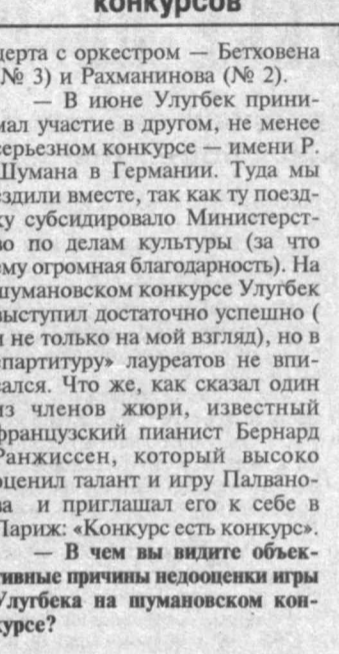 конкурсов
церта с оркестром — Бетховена
(№ 3) и Рахманинова (№ 2).
— В июне Улугбек прини-
мал участие в другом, не менее
серьезном конкурсе — имени Р.
Шумана в Германии. Туда мы
ездили вместе, так как ту поезд-
ку субсидировало Министерст-
во по делам культуры (за что
ему огромная благодарность). На
шумановском конкурсе Улугбек
выступил достаточно успешно (
и не только на мой взгляд), но в
«партитуру» лауреатов не впи-
сался. Что же, как сказал один
из членов жюри, известный
французский пианист Бернард
Ранжиссен, который высоко
оценил талант и игру Палвано-
ва и приглашал его к себе в
Париж: «Конкурс есть конкурс».
— В чем вы видите объек-
тивные причины недооценки игры
Улугбека на шумановском кон-
курсе?